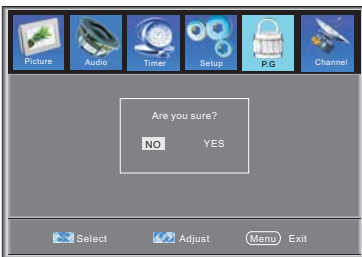 Picture Audio Timer Setup P.G Channel
Are you sure?
NO YES
Select Adjust Menu Exit